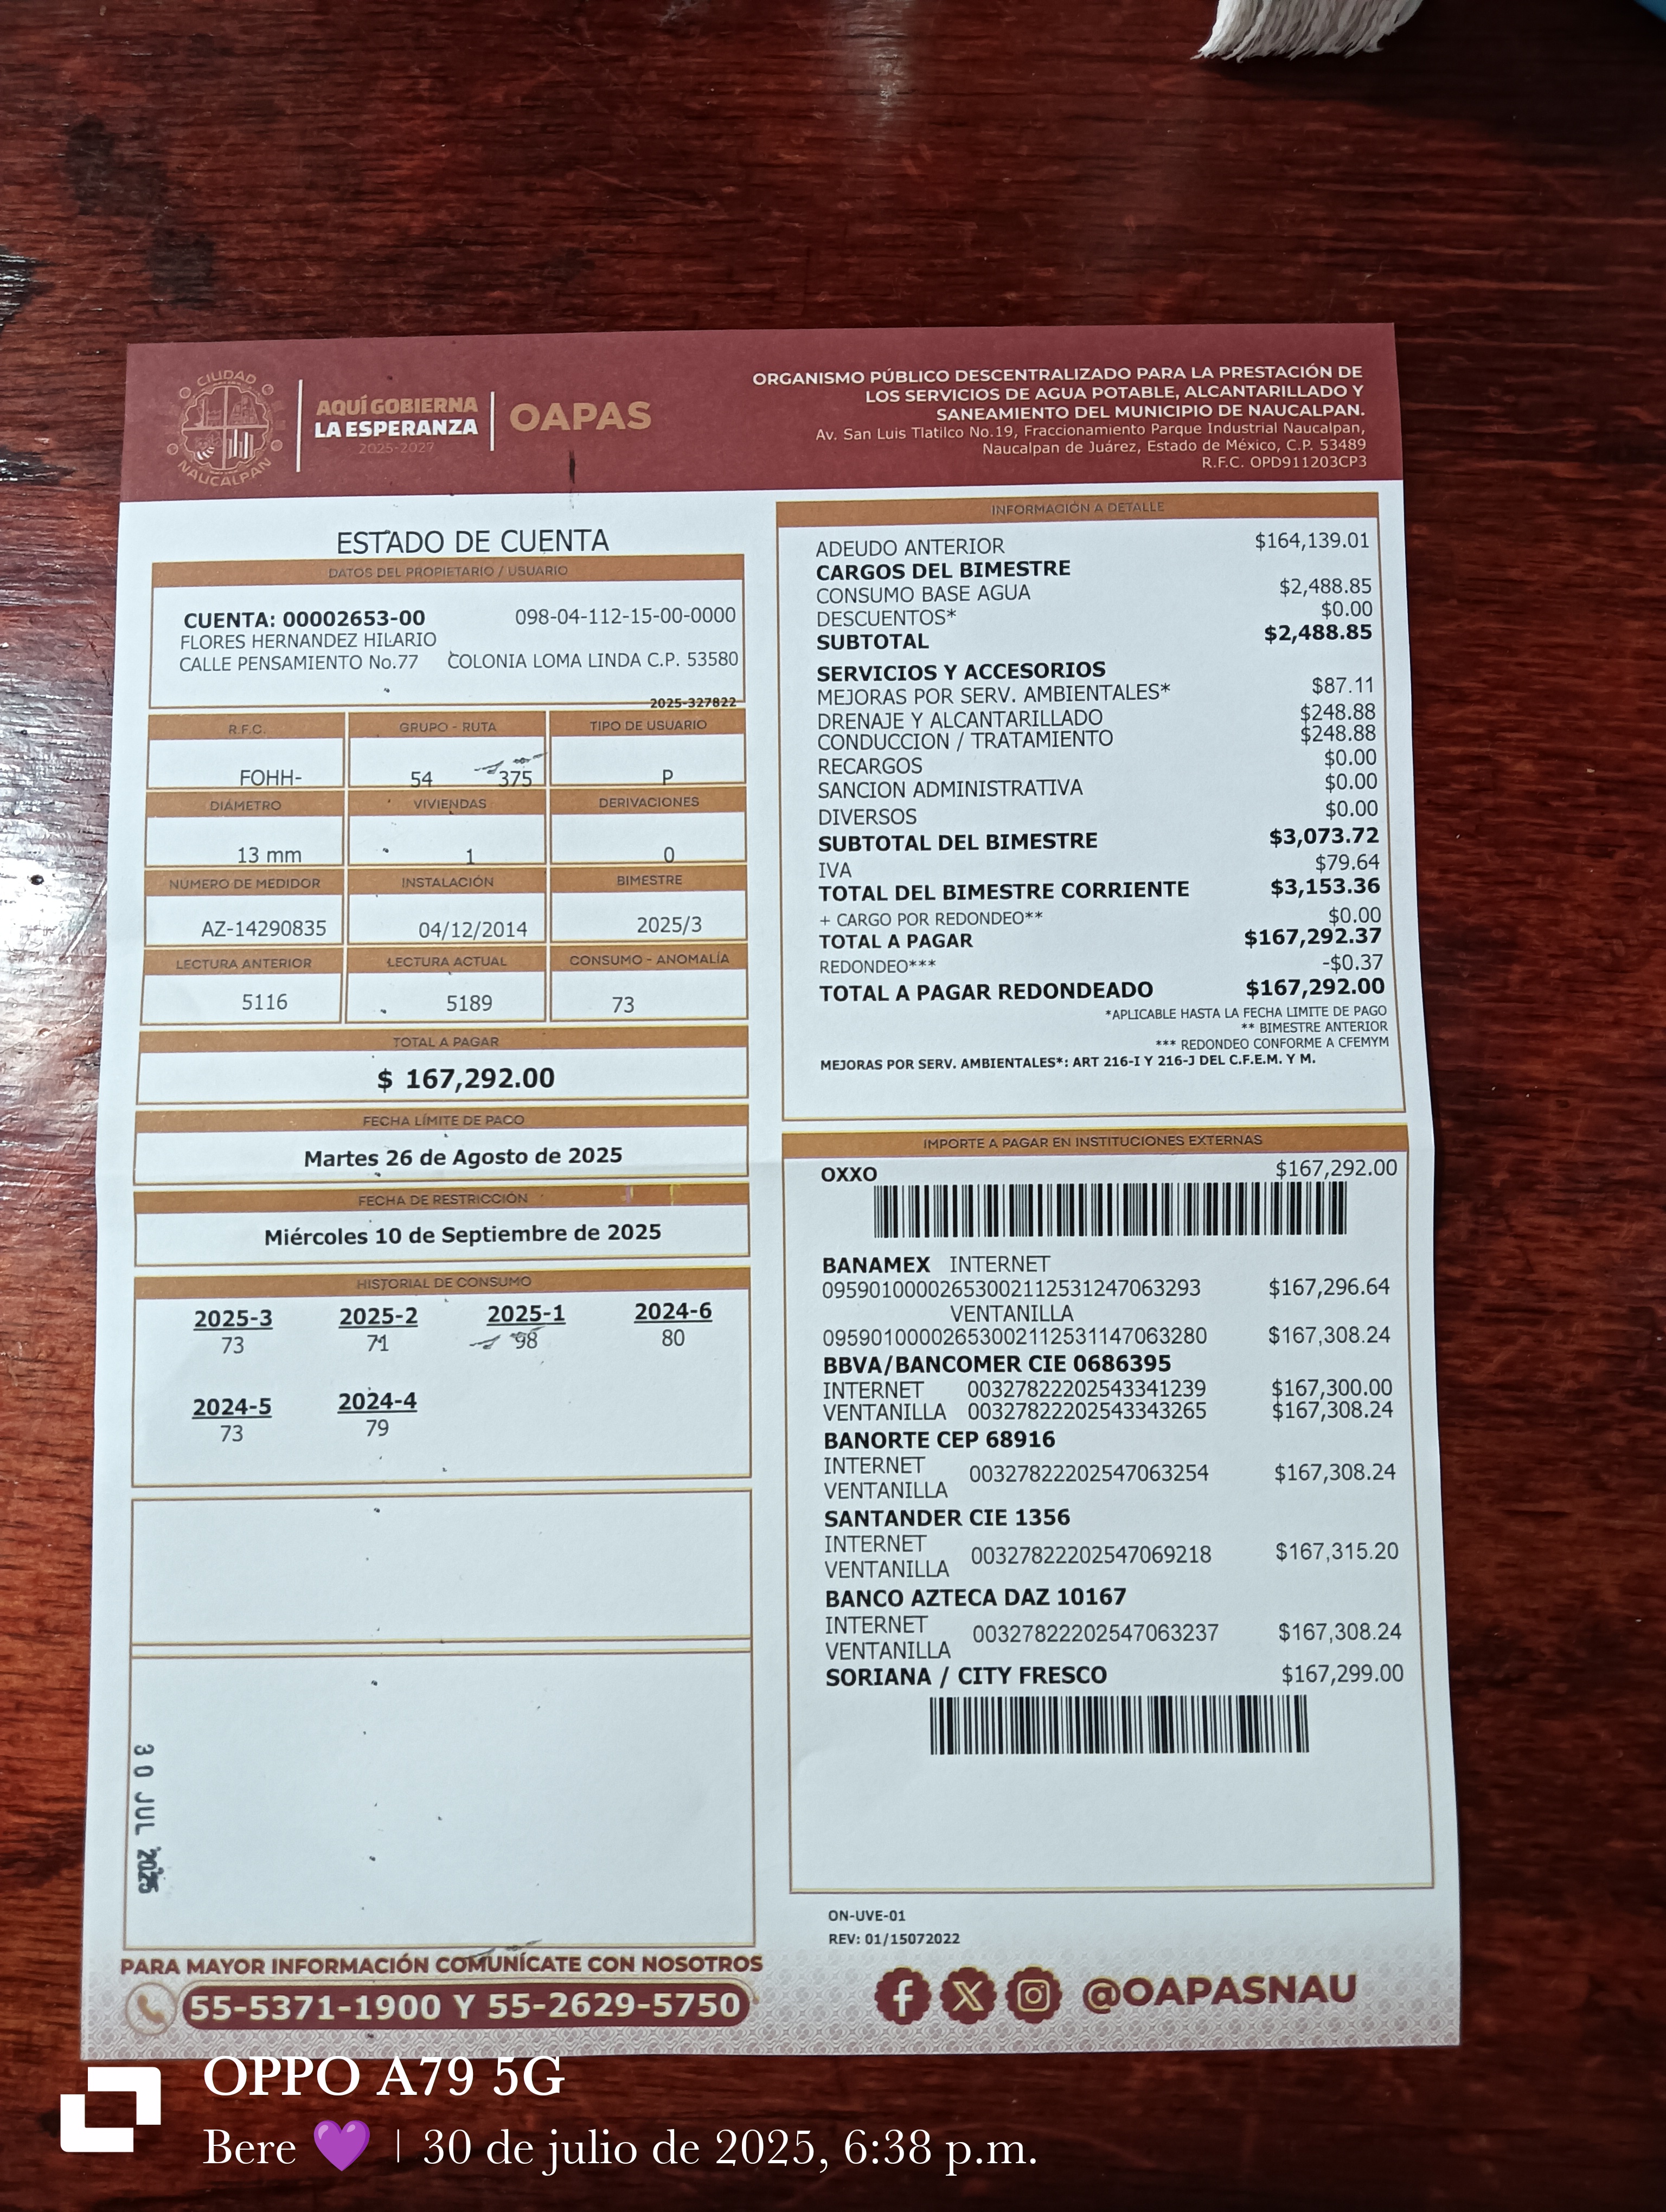 CIUDAD
NAUCALPAN
AQUÍ GOBIERNA
LA ESPERANZA
2025-2027
OAPAS
ORGANISMO PÚBLICO DESCENTRALIZADO PARA LA PRESTACIÓN DE
LOS SERVICIOS DE AGUA POTABLE, ALCANTARILLADO Y
SANEAMIENTO DEL MUNICIPIO DE NAUCALPAN.
Av. San Luis Tlatilco No.19, Fraccionamiento Parque Industrial Naucalpan,
Naucalpan de Juárez, Estado de México, C.P. 53489
R.F.C. OPD911203CP3
ESTADO DE CUENTA
DATOS DEL PROPIETARIO / USUARIO
CUENTA: 00002653-00 098-04-112-15-00-0000
FLORES HERNANDEZ HILARIO
CALLE PENSAMIENTO No.77 COLONIA LOMA LINDA C.P. 53580
2025-327822
R.F.C. GRUPO - RUTA TIPO DE USUARIO
FOHH- 54 375 P
DIÁMETRO VIVIENDAS DERIVACIONES
13 mm 1 0
NÚMERO DE MEDIDOR INSTALACIÓN BIMESTRE
AZ-14290835 04/12/2014 2025/3
LECTURA ANTERIOR LECTURA ACTUAL CONSUMO - ANOMALÍA
5116 5189 73
TOTAL A PAGAR
$ 167,292.00
FECHA LÍMITE DE PAGO
Martes 26 de Agosto de 2025
FECHA DE RESTRICCIÓN
Miércoles 10 de Septiembre de 2025
HISTORIAL DE CONSUMO
2025-3 2025-2 2025-1 2024-6
73 71 98 80
2024-5 2024-4
73 79
30 JUL 2025
INFORMACIÓN A DETALLE
ADEUDO ANTERIOR $164,139.01
CARGOS DEL BIMESTRE
CONSUMO BASE AGUA $2,488.85
DESCUENTOS* $0.00
SUBTOTAL $2,488.85
SERVICIOS Y ACCESORIOS
MEJORAS POR SERV. AMBIENTALES* $87.11
DRENAJE Y ALCANTARILLADO $248.88
CONDUCCION / TRATAMIENTO $248.88
RECARGOS $0.00
SANCION ADMINISTRATIVA $0.00
DIVERSOS $0.00
SUBTOTAL DEL BIMESTRE $3,073.72
IVA $79.64
TOTAL DEL BIMESTRE CORRIENTE $3,153.36
+ CARGO POR REDONDEO** $0.00
TOTAL A PAGAR $167,292.37
REDONDEO*** -$0.37
TOTAL A PAGAR REDONDEADO $167,292.00
*APLICABLE HASTA LA FECHA LIMITE DE PAGO
** BIMESTRE ANTERIOR
*** REDONDEO CONFORME A CFEMYM
MEJORAS POR SERV. AMBIENTALES*: ART 216-I Y 216-J DEL C.F.E.M. Y M.
IMPORTE A PAGAR EN INSTITUCIONES EXTERNAS
OXXO $167,292.00
BANAMEX INTERNET
09590100002653002112531247063293 $167,296.64
VENTANILLA
09590100002653002112531147063280 $167,308.24
BBVA/BANCOMER CIE 0686395
INTERNET 00327822202543341239 $167,300.00
VENTANILLA 00327822202543343265 $167,308.24
BANORTE CEP 68916
INTERNET
VENTANILLA 00327822202547063254 $167,308.24
SANTANDER CIE 1356
INTERNET
VENTANILLA 00327822202547069218 $167,315.20
BANCO AZTECA DAZ 10167
INTERNET
VENTANILLA 00327822202547063237 $167,308.24
SORIANA / CITY FRESCO $167,299.00
ON-UVE-01
REV: 01/15072022
PARA MAYOR INFORMACIÓN COMUNÍCATE CON NOSOTROS
55-5371-1900 Y 55-2629-5750
@OAPASNAU
OPPO A79 5G
Bere 💜 | 30 de julio de 2025, 6:38 p.m.